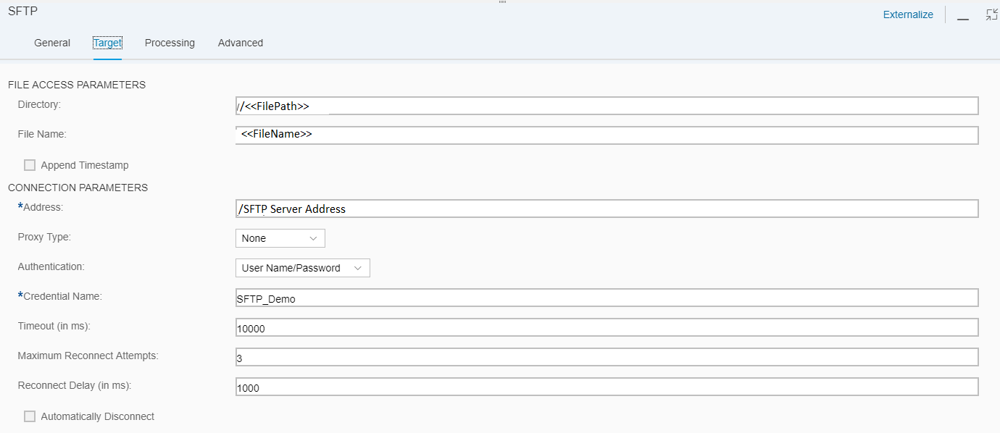 SFTP
Externalize
General Target Processing Advanced
FILE ACCESS PARAMETERS
Directory: //<<FilePath>>
File Name: <<FileName>>
Append Timestamp
CONNECTION PARAMETERS
*Address: /SFTP Server Address
Proxy Type: None
Authentication: User Name/Password
*Credential Name: SFTP_Demo
Timeout (in ms): 10000
Maximum Reconnect Attempts: 3
Reconnect Delay (in ms): 1000
Automatically Disconnect